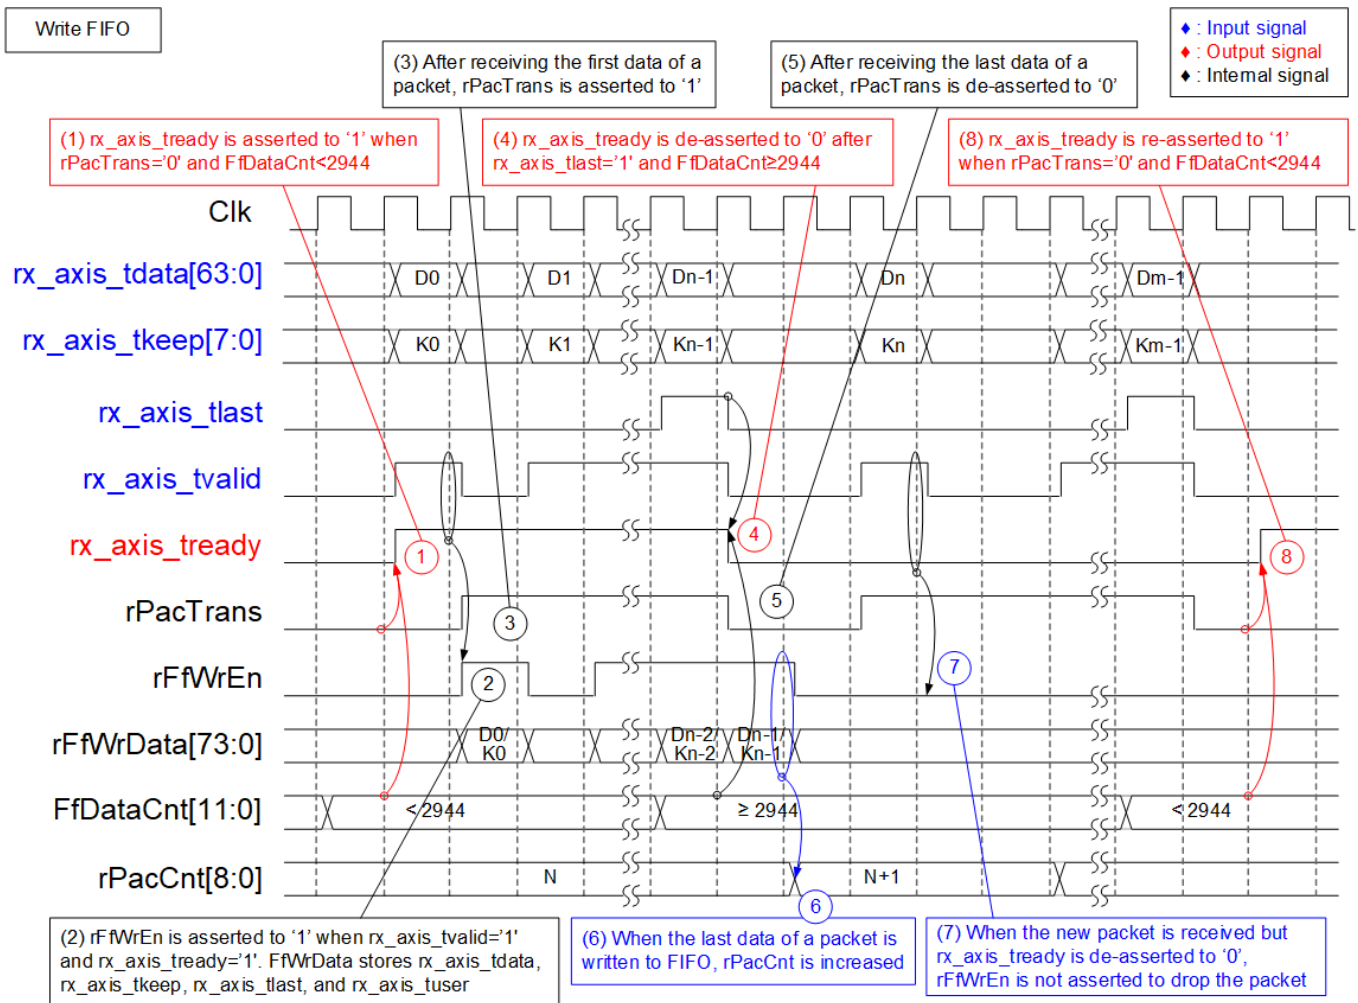 Write FIFO
♦ : Input signal
♦ : Output signal
♦ : Internal signal
(3) After receiving the first data of a
packet, rPacTrans is asserted to ‘1’
(5) After receiving the last data of a
packet, rPacTrans is de-asserted to ‘0’
(1) rx_axis_tready is asserted to ‘1’ when
rPacTrans=‘0’ and FfDataCnt<2944
(4) rx_axis_tready is de-asserted to ‘0’ after
rx_axis_tlast=’1’ and FfDataCnt≥2944
(8) rx_axis_tready is re-asserted to ‘1’
when rPacTrans=’0’ and FfDataCnt<2944
Clk
rx_axis_tdata[63:0]
D0
D1
Dn-1
Dn
Dm-1
rx_axis_tkeep[7:0]
K0
K1
Kn-1
Kn
Km-1
rx_axis_tlast
rx_axis_tvalid
rx_axis_tready
1
4
8
rPacTrans
3
5
rFfWrEn
2
7
rFfWrData[73:0]
D0/
K0
Dn-2/
Kn-2
Dn-1/
Kn-1
FfDataCnt[11:0]
< 2944
≥ 2944
< 2944
rPacCnt[8:0]
N
N+1
6
(2) rFfWrEn is asserted to ‘1’ when rx_axis_tvalid=’1’
and rx_axis_tready=’1’. FfWrData stores rx_axis_tdata,
rx_axis_tkeep, rx_axis_tlast, and rx_axis_tuser
(6) When the last data of a packet is
written to FIFO, rPacCnt is increased
(7) When the new packet is received but
rx_axis_tready is de-asserted to ‘0’,
rFfWrEn is not asserted to drop the packet